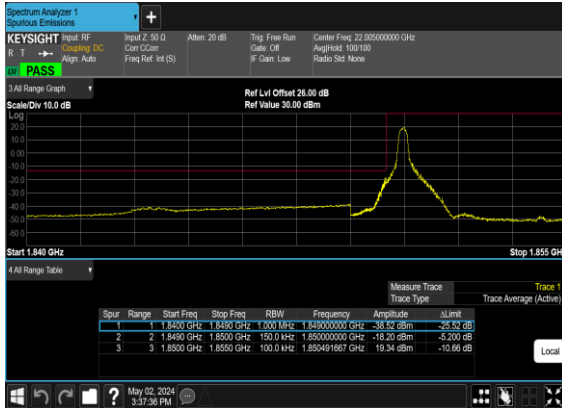 Spectrum Analyzer 1
Spurious Emissions
+
KEYSIGHT Input: RF Input Z: 50 Ω Atten: 20 dB Trig: Free Run Center Freq: 22.005000000 GHz
R T Coupling: DC Corr CCorr Gate: Off Avg|Hold: 100/100
Align: Auto Freq Ref: Int (S) IF Gain: Low Radio Std: None
PASS
3 All Range Graph
Ref Lvl Offset 26.00 dB
Scale/Div 10.0 dB Ref Value 30.00 dBm
Log
20.0
10.0
0.00
-10.0
-20.0
-30.0
-40.0
-50.0
-60.0
Start 1.840 GHz Stop 1.855 GH
4 All Range Table
Measure Trace Trace 1
Trace Type Trace Average (Active)
Spur Range Start Freq Stop Freq RBW Frequency Amplitude ΔLimit
1 1 1.8400 GHz 1.8490 GHz 1.000 MHz 1.849000000 GHz -38.52 dBm -25.52 dB
2 2 1.8490 GHz 1.8500 GHz 150.0 kHz 1.850000000 GHz -18.20 dBm -5.200 dB
3 3 1.8500 GHz 1.8550 GHz 100.0 kHz 1.850491667 GHz 19.34 dBm -10.66 dB
Local
? May 02, 2024
3:37:36 PM